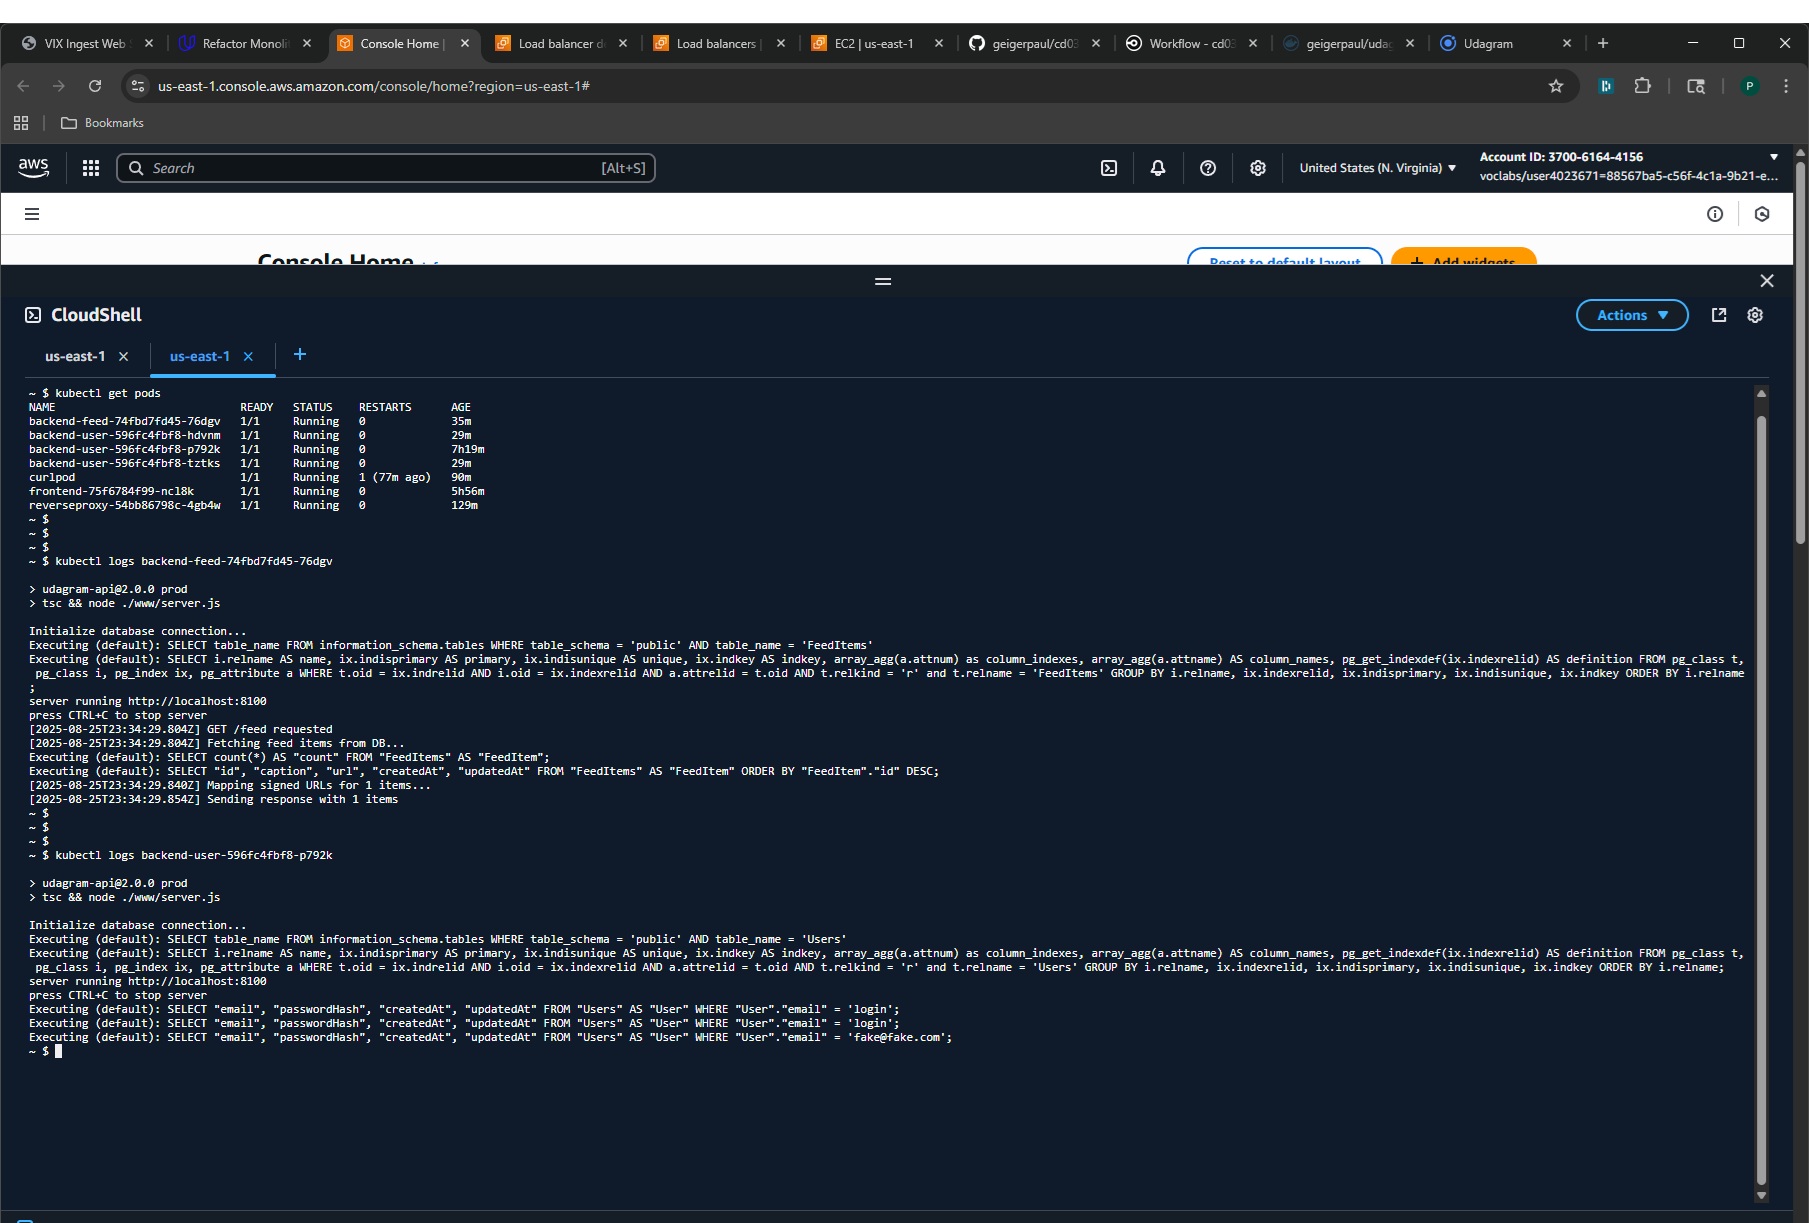 VIX Ingest Web S
Refactor Monoli
Console Home |
Load balancer de
Load balancers |
EC2 | us-east-1
geigerpaul/cd03
Workflow - cd03
geigerpaul/udag
Udagram
us-east-1.console.aws.amazon.com/console/home?region=us-east-1#
P
Bookmarks
aws
Search
[Alt+S]
United States (N. Virginia)
Account ID: 3700-6164-4156
voclabs/user4023671=88567ba5-c56f-4c1a-9b21-e...
Console Home
Reset to default layout
+ Add widgets
CloudShell
Actions
us-east-1
us-east-1
~ $ kubectl get pods
NAME READY STATUS RESTARTS AGE
backend-feed-74fbd7fd45-76dgv 1/1 Running 0 35m
backend-user-596fc4fbf8-hdvnm 1/1 Running 0 29m
backend-user-596fc4fbf8-p792k 1/1 Running 0 7h19m
backend-user-596fc4fbf8-tztks 1/1 Running 0 29m
curlpod 1/1 Running 1 (77m ago) 90m
frontend-75f6784f99-ncl8k 1/1 Running 0 5h56m
reverseproxy-54bb86798c-4gb4w 1/1 Running 0 129m
~ $
~ $
~ $
~ $ kubectl logs backend-feed-74fbd7fd45-76dgv
> udagram-api@2.0.0 prod
> tsc && node ./www/server.js
Initialize database connection...
Executing (default): SELECT table_name FROM information_schema.tables WHERE table_schema = 'public' AND table_name = 'FeedItems'
Executing (default): SELECT i.relname AS name, ix.indisprimary AS primary, ix.indisunique AS unique, ix.indkey AS indkey, array_agg(a.attnum) as column_indexes, array_agg(a.attname) AS column_names, pg_get_indexdef(ix.indexrelid) AS definition FROM pg_class t,
pg_class i, pg_index ix, pg_attribute a WHERE t.oid = ix.indrelid AND i.oid = ix.indexrelid AND a.attrelid = t.oid AND t.relkind = 'r' and t.relname = 'FeedItems' GROUP BY i.relname, ix.indexrelid, ix.indisprimary, ix.indisunique, ix.indkey ORDER BY i.relname
;
server running http://localhost:8100
press CTRL+C to stop server
[2025-08-25T23:34:29.804Z] GET /feed requested
[2025-08-25T23:34:29.804Z] Fetching feed items from DB...
Executing (default): SELECT count(*) AS "count" FROM "FeedItems" AS "FeedItem";
Executing (default): SELECT "id", "caption", "url", "createdAt", "updatedAt" FROM "FeedItems" AS "FeedItem" ORDER BY "FeedItem"."id" DESC;
[2025-08-25T23:34:29.840Z] Mapping signed URLs for 1 items...
[2025-08-25T23:34:29.854Z] Sending response with 1 items
~ $
~ $
~ $
~ $ kubectl logs backend-user-596fc4fbf8-p792k
> udagram-api@2.0.0 prod
> tsc && node ./www/server.js
Initialize database connection...
Executing (default): SELECT table_name FROM information_schema.tables WHERE table_schema = 'public' AND table_name = 'Users'
Executing (default): SELECT i.relname AS name, ix.indisprimary AS primary, ix.indisunique AS unique, ix.indkey AS indkey, array_agg(a.attnum) as column_indexes, array_agg(a.attname) AS column_names, pg_get_indexdef(ix.indexrelid) AS definition FROM pg_class t,
pg_class i, pg_index ix, pg_attribute a WHERE t.oid = ix.indrelid AND i.oid = ix.indexrelid AND a.attrelid = t.oid AND t.relkind = 'r' and t.relname = 'Users' GROUP BY i.relname, ix.indexrelid, ix.indisprimary, ix.indisunique, ix.indkey ORDER BY i.relname;
server running http://localhost:8100
press CTRL+C to stop server
Executing (default): SELECT "email", "passwordHash", "createdAt", "updatedAt" FROM "Users" AS "User" WHERE "User"."email" = 'login';
Executing (default): SELECT "email", "passwordHash", "createdAt", "updatedAt" FROM "Users" AS "User" WHERE "User"."email" = 'login';
Executing (default): SELECT "email", "passwordHash", "createdAt", "updatedAt" FROM "Users" AS "User" WHERE "User"."email" = 'fake@fake.com';
~ $